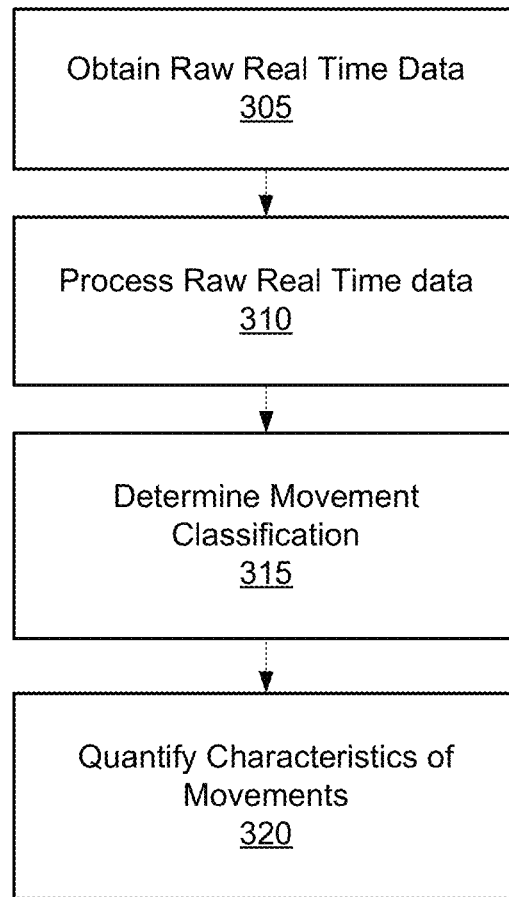 Obtain Raw Real Time Data
305
Process Raw Real Time data
310
Determine Movement
Classification
315
Quantify Characteristics of
Movements
320